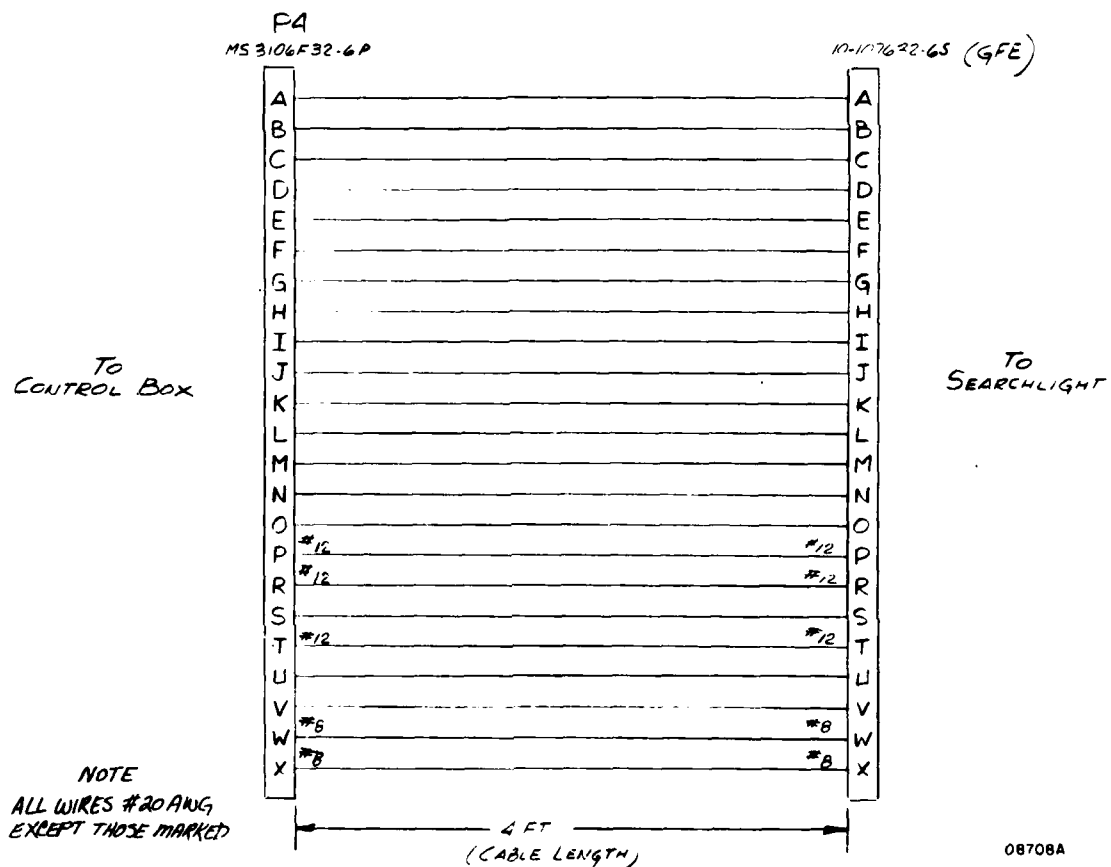 P4
MS3106F32-6P
10-107622-6S (GFE)
A A
B B
C C
D D
E E
F F
G G
H H
I I
J J
K K
L L
M M
N N
O O
#12 #12
P P
#12 #12
R R
S S
#12 #12
T T
U U
V V
#8 #8
W W
#8 #8
X X
TO
CONTROL BOX
TO
SEARCHLIGHT
NOTE
ALL WIRES #20 AWG
EXCEPT THOSE MARKED
4 FT
(CABLE LENGTH)
08708A